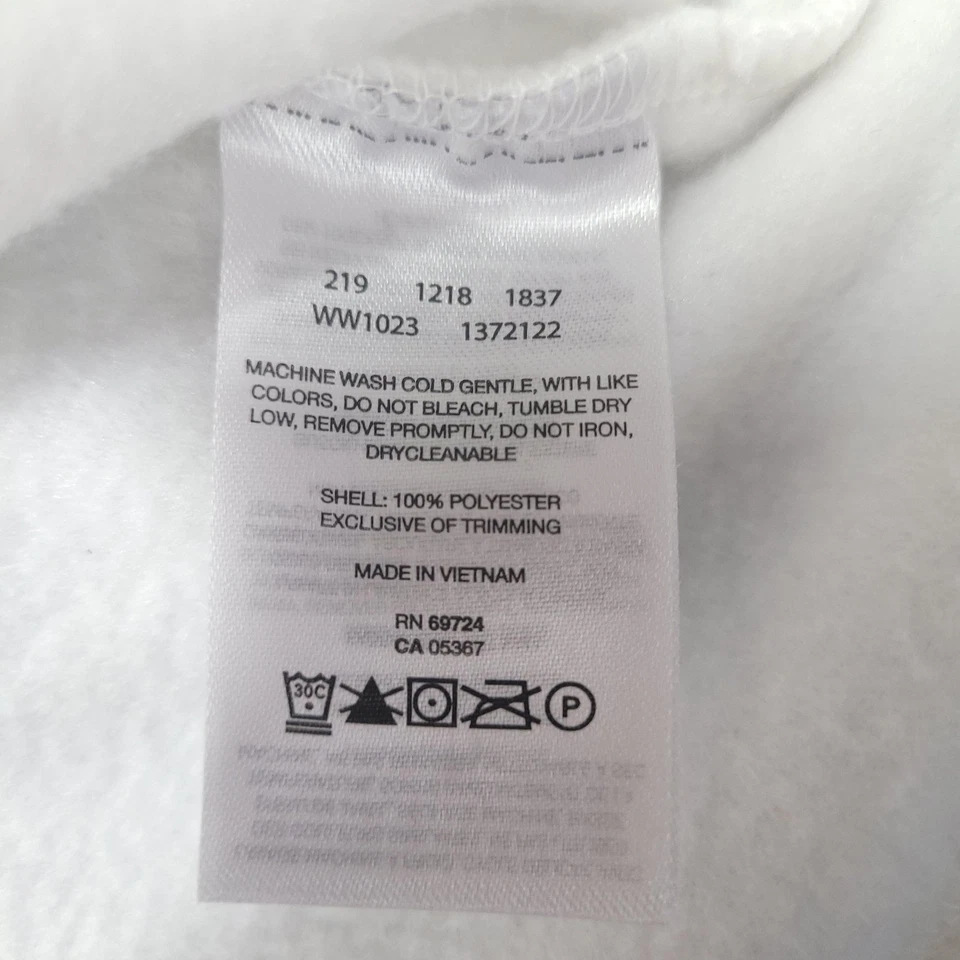 219 1218 1837
WW1023 1372122
MACHINE WASH COLD GENTLE, WITH LIKE
COLORS, DO NOT BLEACH, TUMBLE DRY
LOW, REMOVE PROMPTLY, DO NOT IRON,
DRYCLEANABLE
SHELL: 100% POLYESTER
EXCLUSIVE OF TRIMMING
MADE IN VIETNAM
RN 69724
CA 05367
30C P